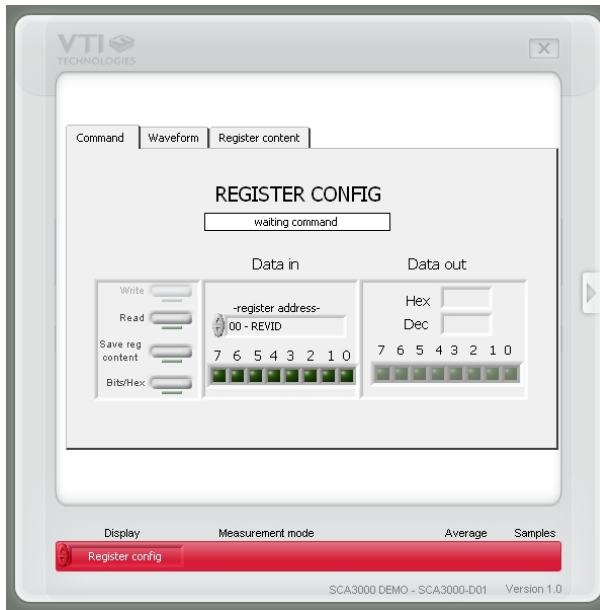 VTI
TECHNOLOGIES
Command Waveform Register content
REGISTER CONFIG
waiting command
Data in Data out
Write
Read
Save reg
content
Bits/Hex
-register address-
00 - REVID
7 6 5 4 3 2 1 0
Hex
Dec
7 6 5 4 3 2 1 0
Display Measurement mode Average Samples
Register config
SCA3000 DEMO - SCA3000-D01 Version 1.0